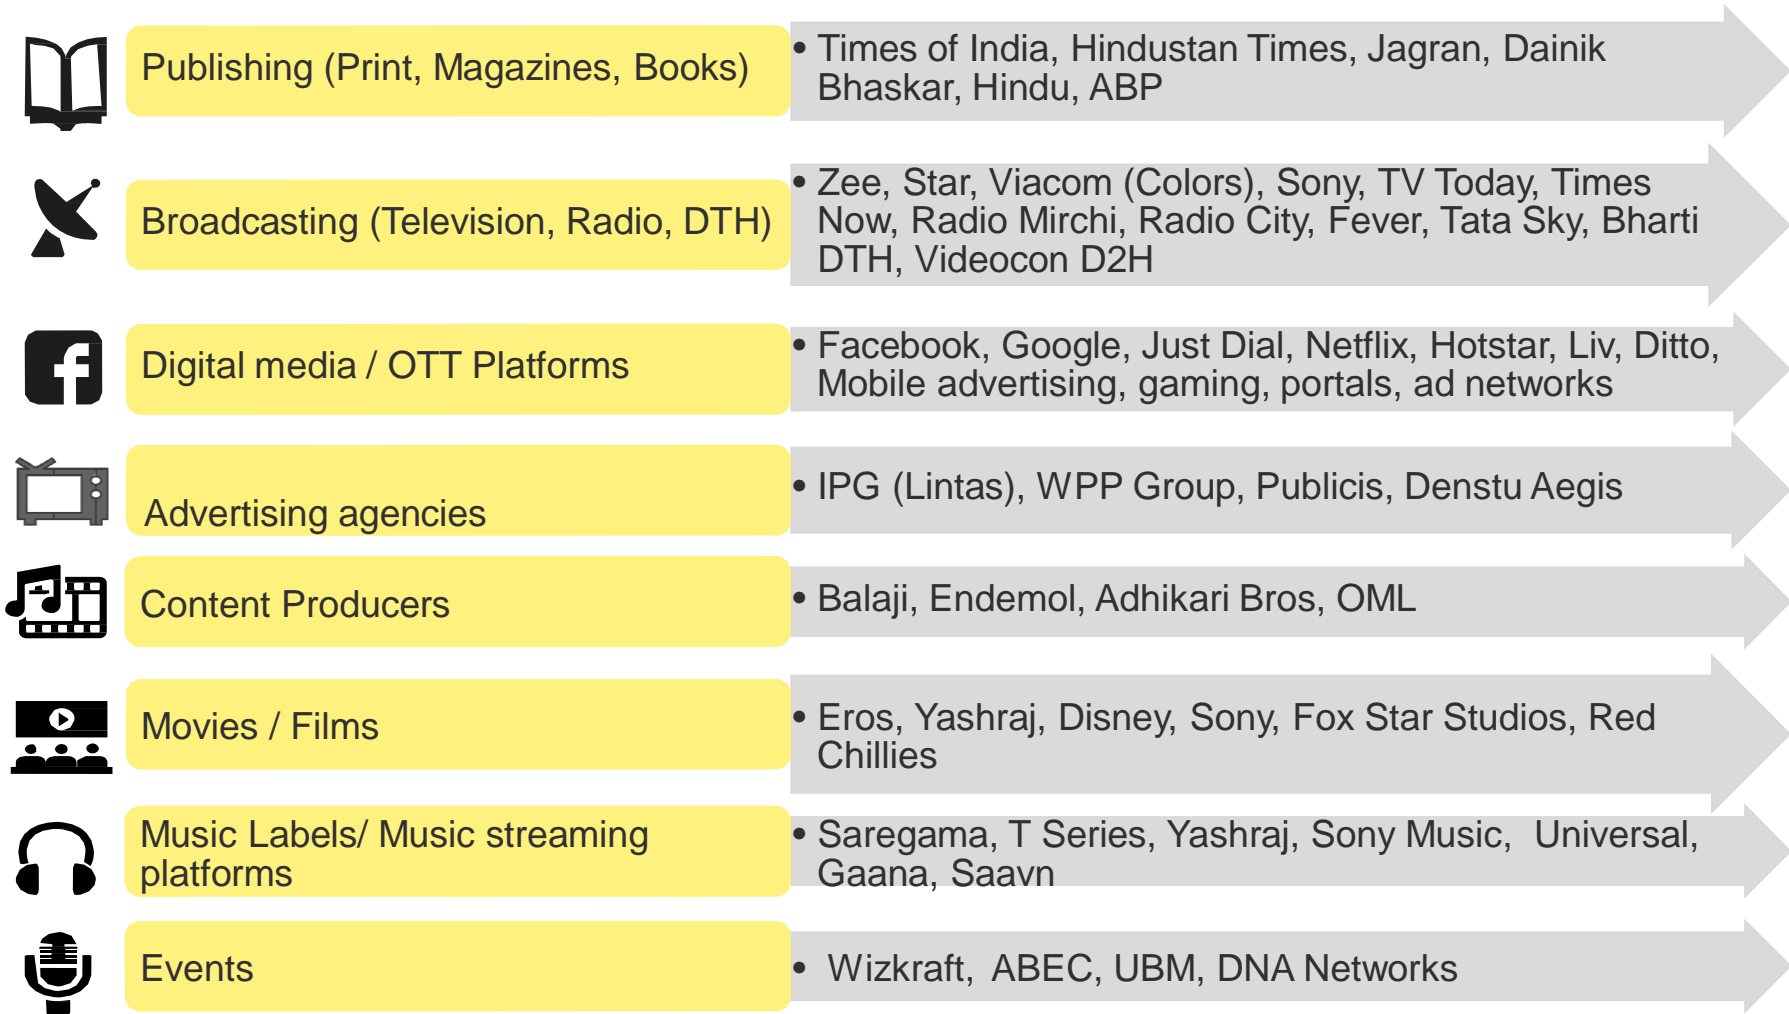 Publishing (Print, Magazines, Books)
• Times of India, Hindustan Times, Jagran, Dainik
Bhaskar, Hindu, ABP
Broadcasting (Television, Radio, DTH)
• Zee, Star, Viacom (Colors), Sony, TV Today, Times
Now, Radio Mirchi, Radio City, Fever, Tata Sky, Bharti
DTH, Videocon D2H
Digital media / OTT Platforms
• Facebook, Google, Just Dial, Netflix, Hotstar, Liv, Ditto,
Mobile advertising, gaming, portals, ad networks
Advertising agencies
• IPG (Lintas), WPP Group, Publicis, Denstu Aegis
Content Producers
• Balaji, Endemol, Adhikari Bros, OML
Movies / Films
• Eros, Yashraj, Disney, Sony, Fox Star Studios, Red
Chillies
Music Labels/ Music streaming
platforms
• Saregama, T Series, Yashraj, Sony Music, Universal,
Gaana, Saavn
Events
• Wizkraft, ABEC, UBM, DNA Networks